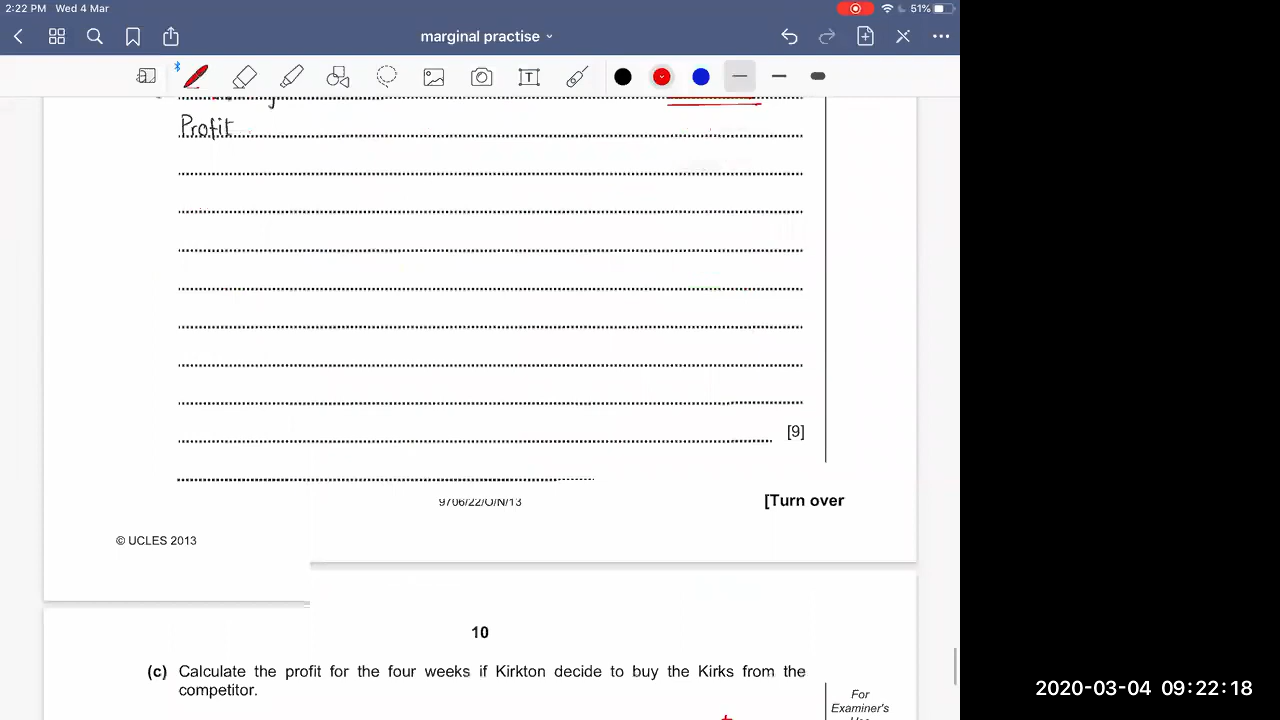 2:22 PM Wed 4 Mar
51%
marginal practise
T
Profit
[9]
9706/22/O/N/13
[Turn over
© UCLES 2013
10
(c) Calculate the profit for the four weeks if Kirkton decide to buy the Kirks from the
competitor.
For
Examiner's
2020-03-04 09:22:18